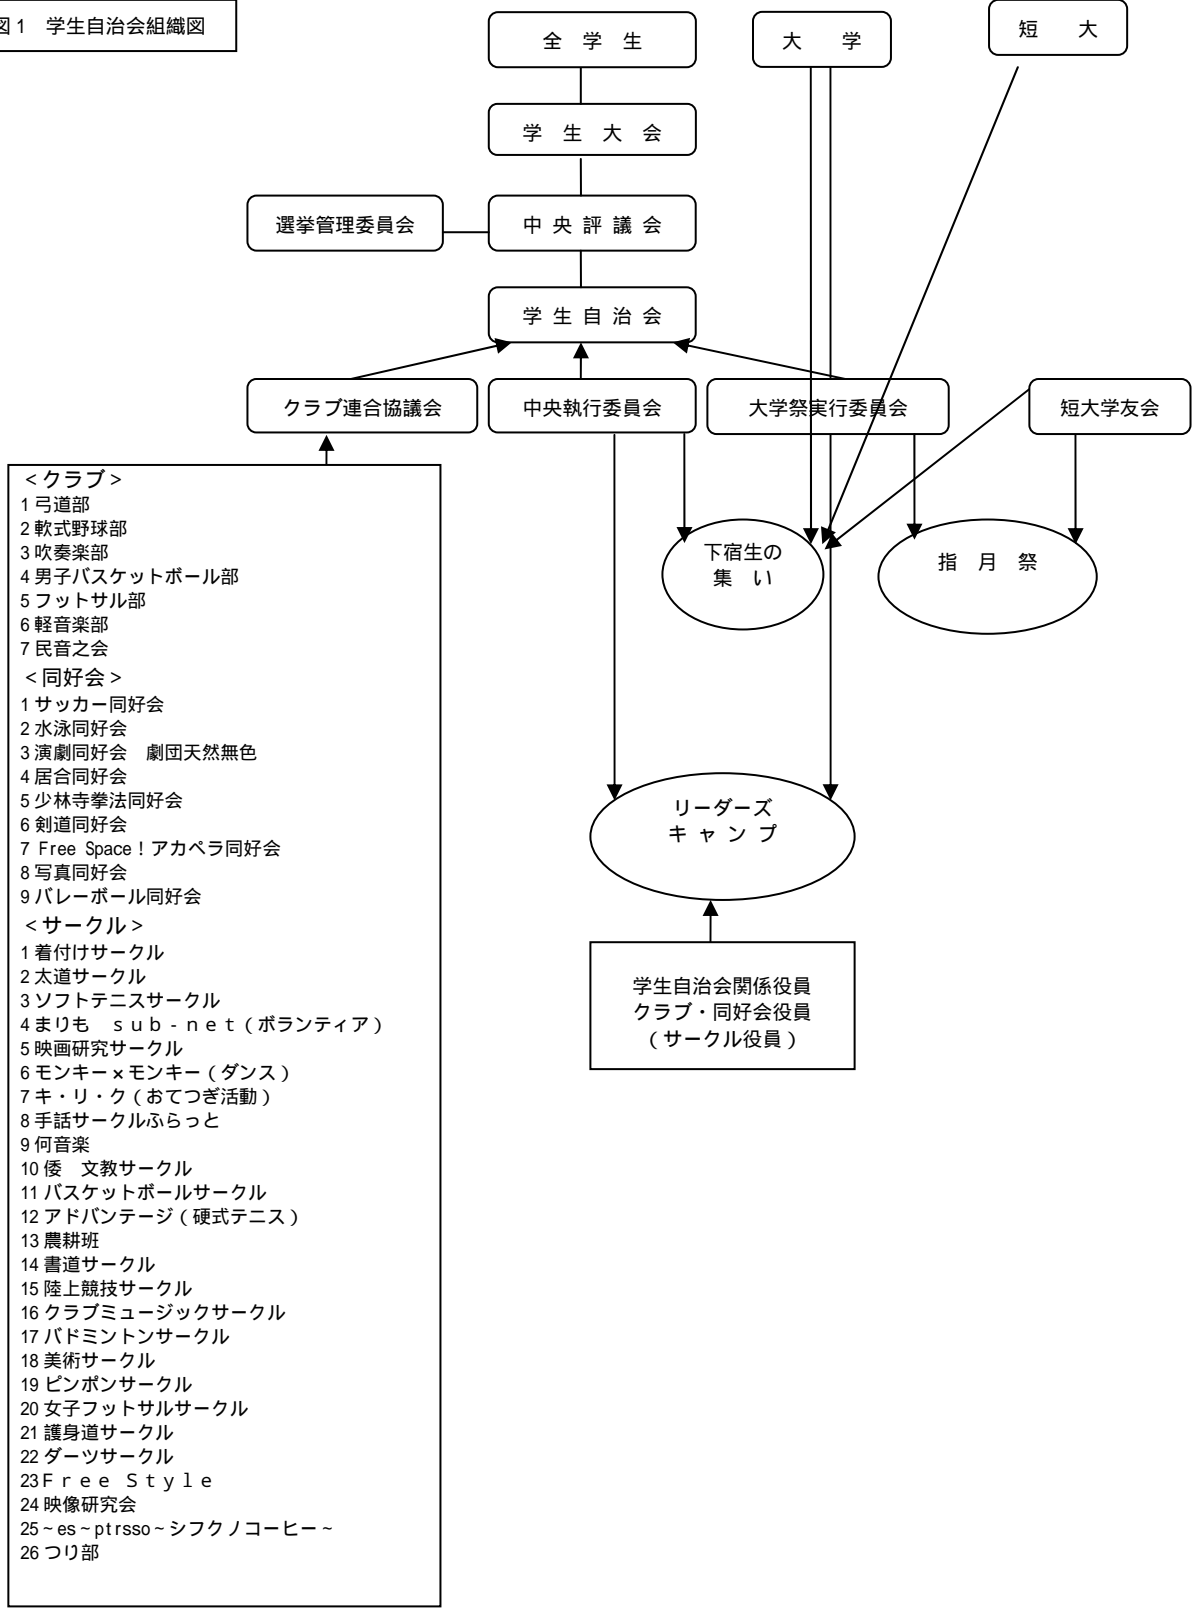 図1　学生自治会組織図
全　学　生
大　　学
短　　大
学　生　大　会
選挙管理委員会
中 央 評 議 会
学 生 自 治 会
クラブ連合協議会
中央執行委員会
大学祭実行委員会
短大学友会
＜クラブ＞
1 弓道部
2 軟式野球部
3 吹奏楽部
4 男子バスケットボール部
5 フットサル部
6 軽音楽部
7 民音之会
＜同好会＞
1 サッカー同好会
2 水泳同好会
3 演劇同好会　劇団天然無色
4 居合同好会
5 少林寺拳法同好会
6 剣道同好会
7 Free Space！アカペラ同好会
8 写真同好会
9 バレーボール同好会
＜サークル＞
1 着付けサークル
2 太道サークル
3 ソフトテニスサークル
4 まりも　ｓｕｂ‐ｎｅｔ（ボランティア）
5 映画研究サークル
6 モンキー×モンキー（ダンス）
7 キ・リ・ク（おてつぎ活動）
8 手話サークルふらっと
9 何音楽
10 倭　文教サークル
11 バスケットボールサークル
12 アドバンテージ（硬式テニス）
13 農耕班
14 書道サークル
15 陸上競技サークル
16 クラブミュージックサークル
17 バドミントンサークル
18 美術サークル
19 ピンポンサークル
20 女子フットサルサークル
21 護身道サークル
22 ダーツサークル
23 Ｆｒｅｅ　Ｓｔｙｌｅ
24 映像研究会
25 ~es~ptrsso~シフクノコーヒー~
26 つり部
下宿生の
集　い
指　月　祭
リーダーズ
キ ャ ン プ
学生自治会関係役員
クラブ・同好会役員
（サークル役員）